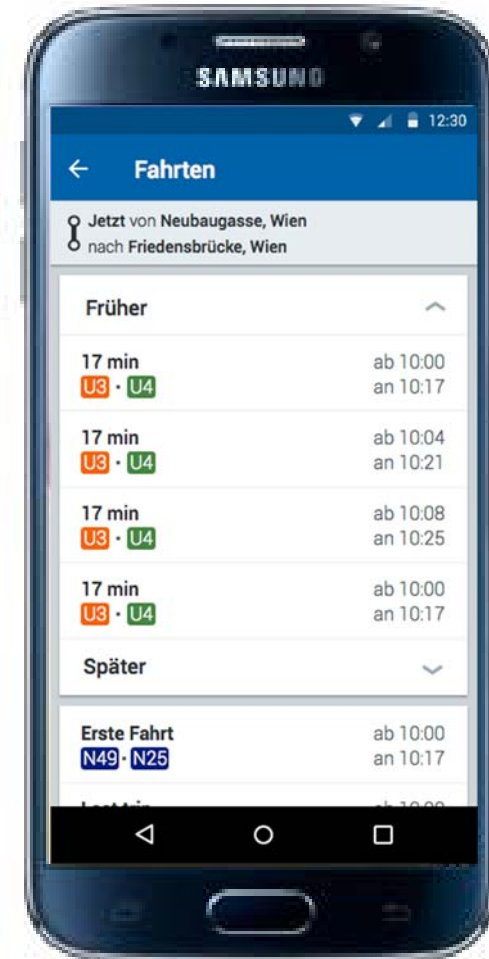 SAMSUNG
12:30
Fahrten
Jetzt von Neubaugasse, Wien
nach Friedensbrücke, Wien
Früher
17 min ab 10:00
U3 · U4 an 10:17
17 min ab 10:04
U3 · U4 an 10:21
17 min ab 10:08
U3 · U4 an 10:25
17 min ab 10:00
U3 · U4 an 10:17
Später
Erste Fahrt ab 10:00
N49 · N25 an 10:17